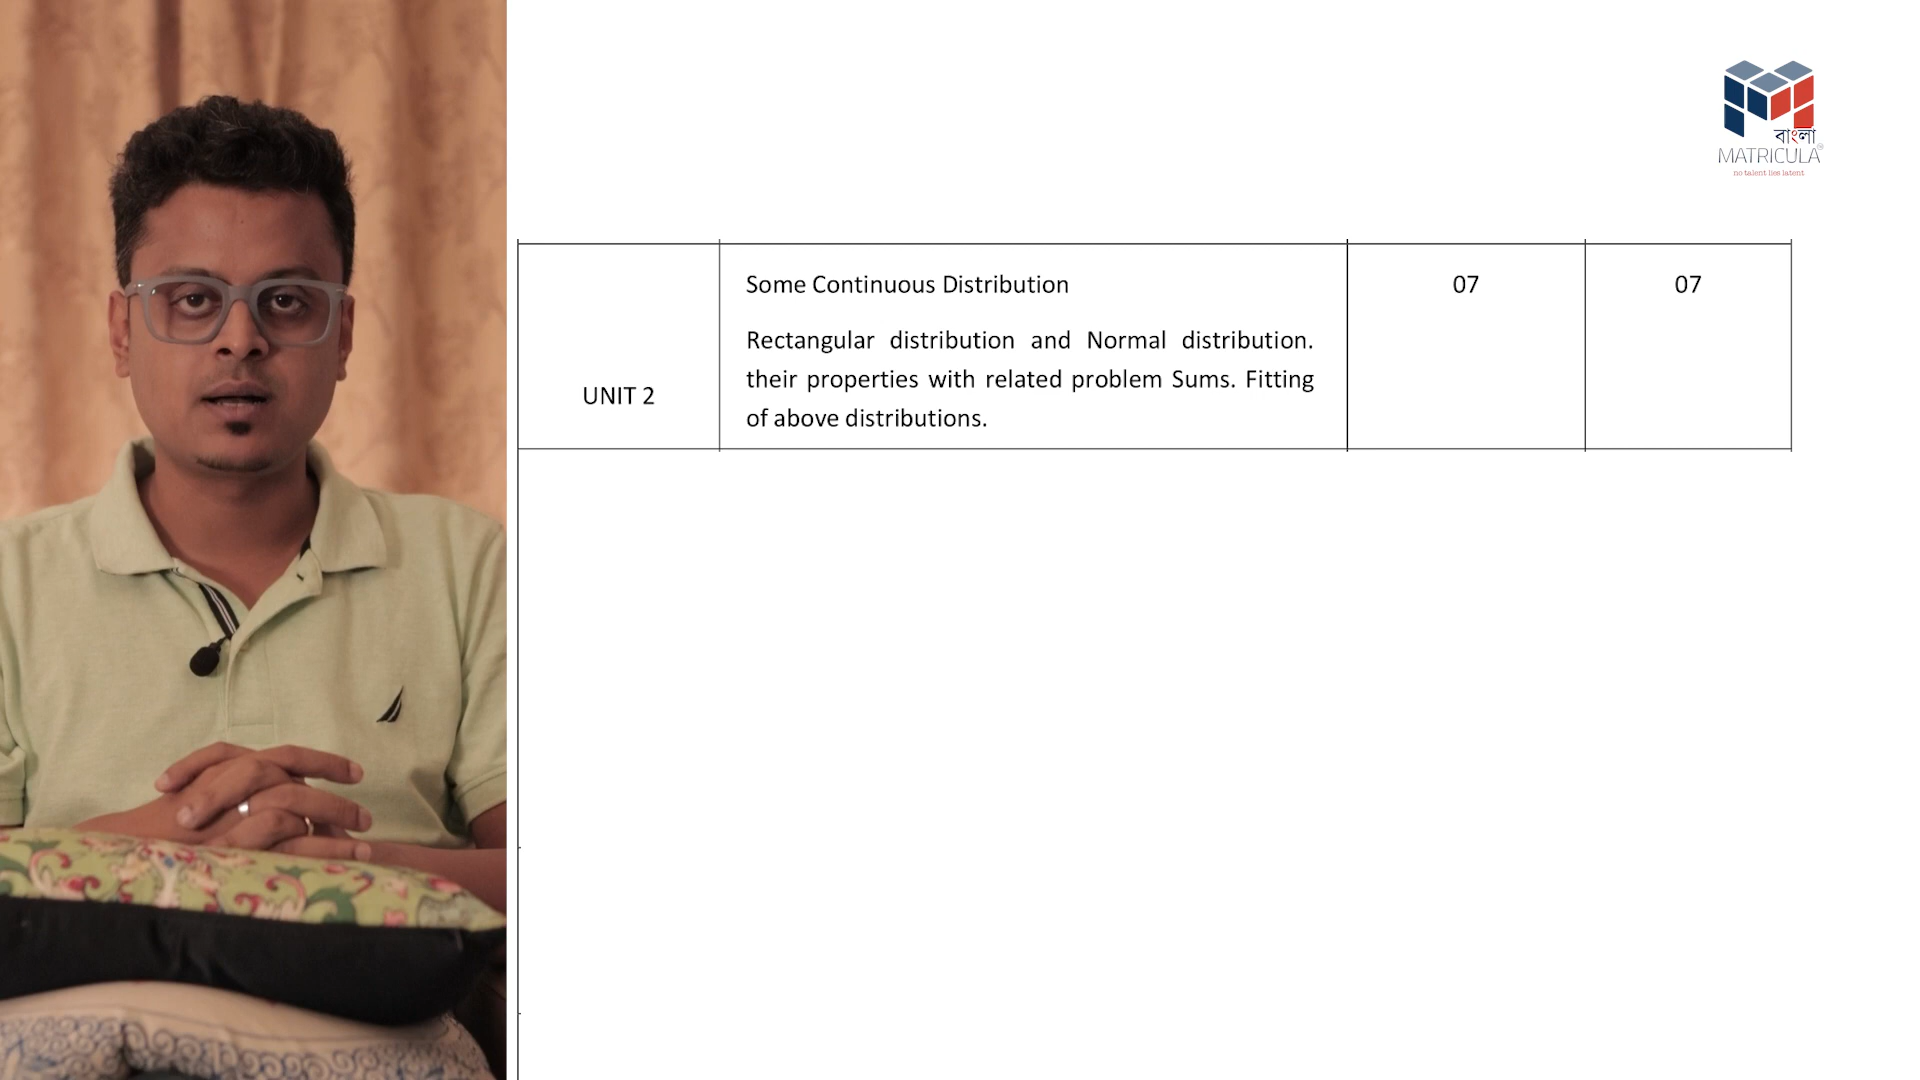 বাংলা
MATRICULA
no talent lies latent
Some Continuous Distribution 07 07
Rectangular distribution and Normal distribution.
their properties with related problem Sums. Fitting
UNIT 2
of above distributions.